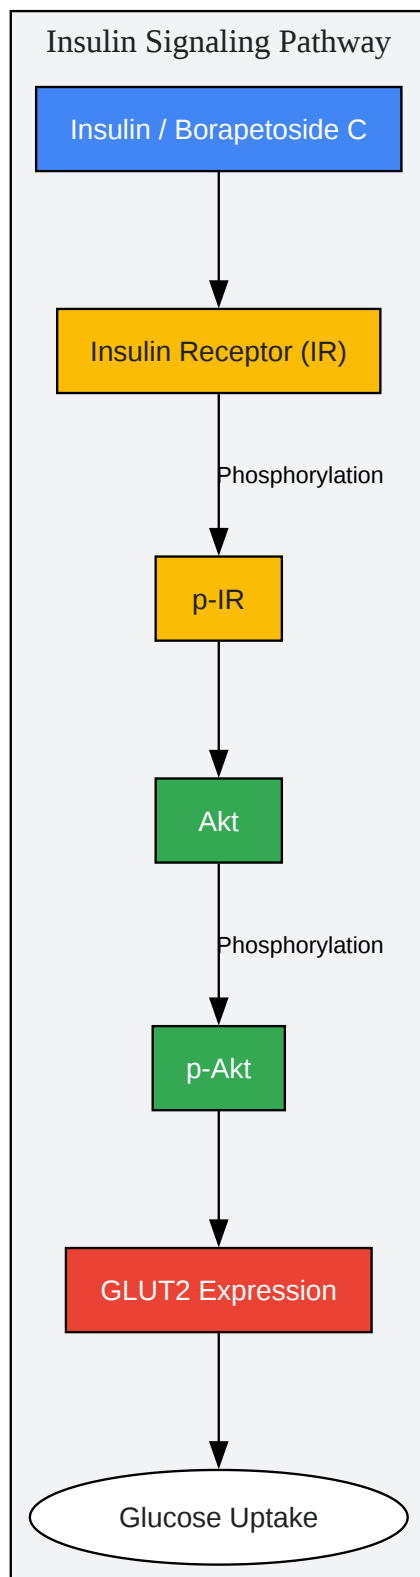 Insulin Signaling Pathway
Insulin / Borapetoside C
Insulin Receptor (IR)
Phosphorylation
p-IR
Akt
Phosphorylation
p-Akt
GLUT2 Expression
Glucose Uptake